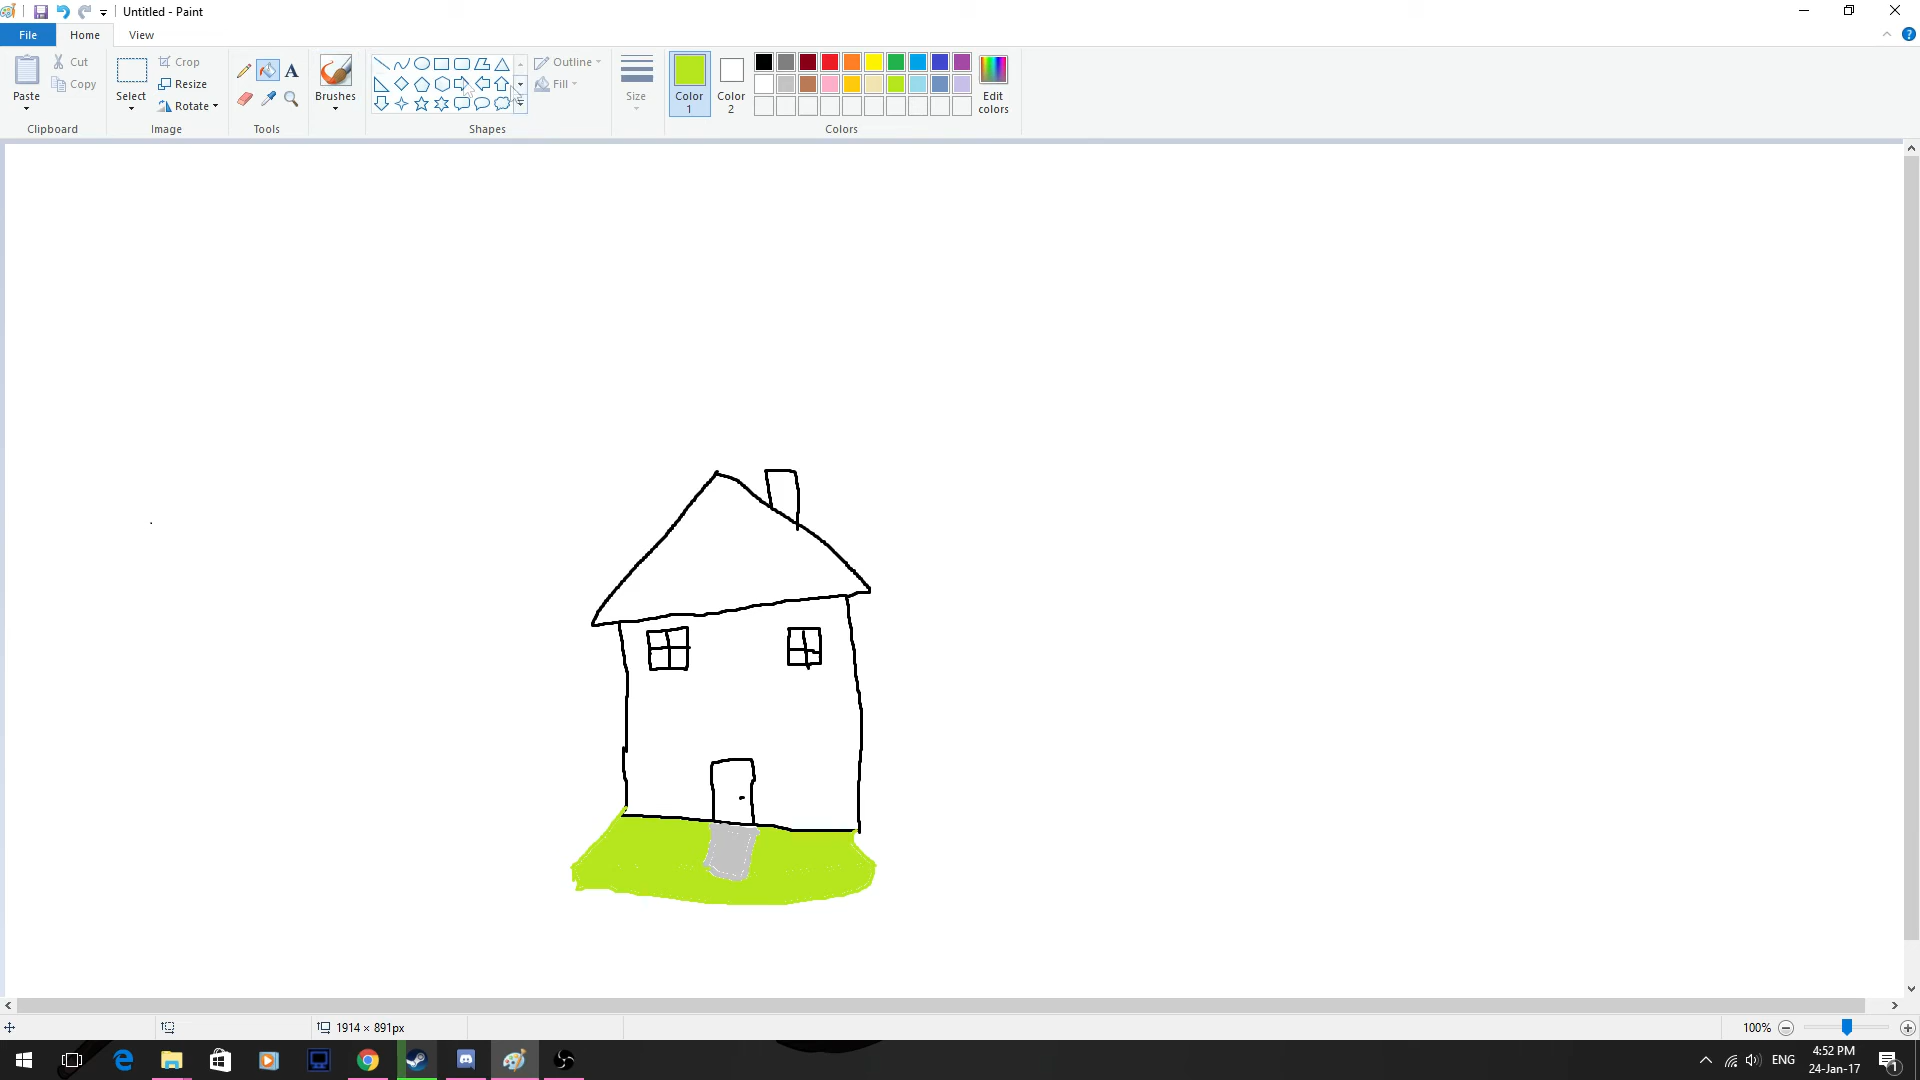 Untitled - Paint
File Home View
Paste
Cut
Copy
Clipboard
Select
Crop
Resize
Rotate
Image
A
Tools
Brushes
Outline
Fill
Shapes
Size
Color 1
Color 2
Edit colors
Colors
1914 × 891px
100%
ENG
4:52 PM
24-Jan-17
1